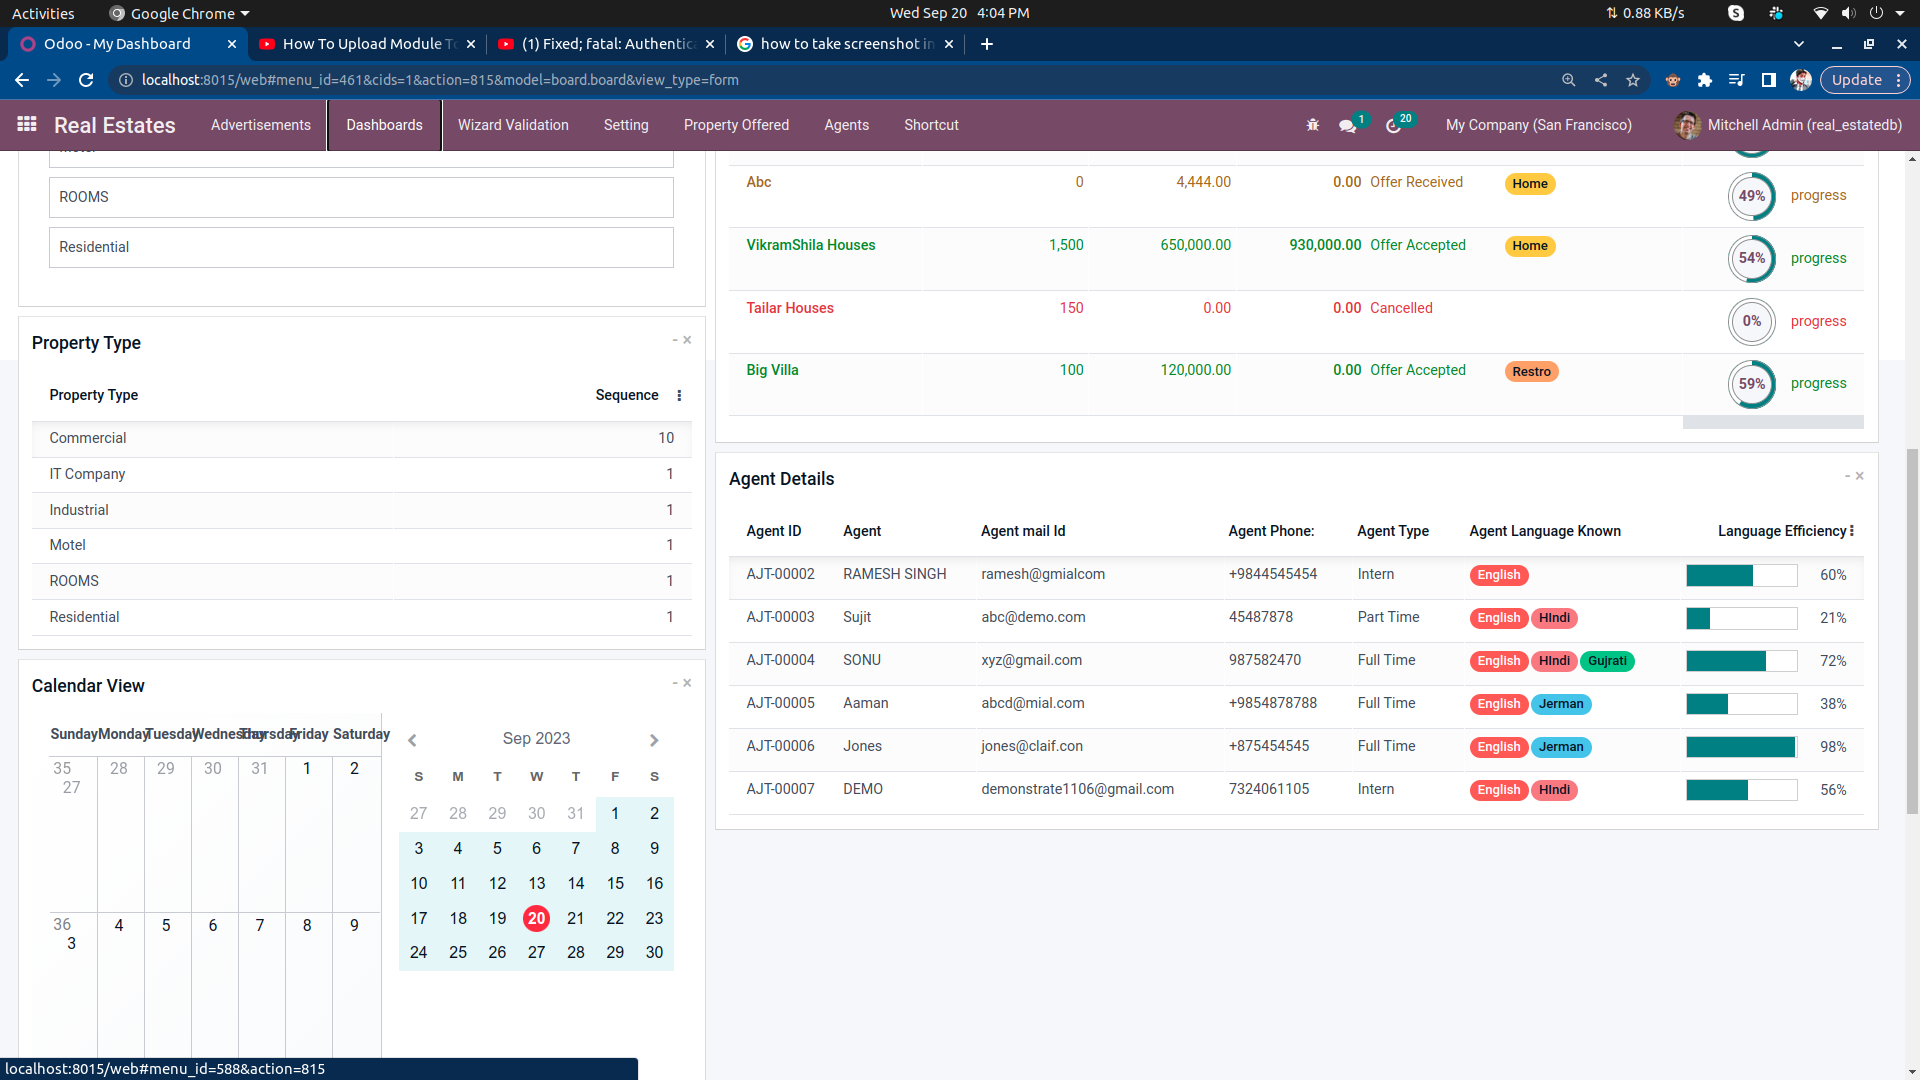 Activities Google Chrome Wed Sep 20 4:04 PM 0.88 KB/s
Odoo - My Dashboard How To Upload Module To (1) Fixed; fatal: Authentic how to take screenshot in
localhost:8015/web#menu_id=461&cids=1&action=815&model=board.board&view_type=form Update
Real Estates Advertisements Dashboards Wizard Validation Setting Property Offered Agents Shortcut 1 20 My Company (San Francisco) Mitchell Admin (real_estatedb)
ROOMS
Residential
Abc 0 4,444.00 0.00 Offer Received Home 49% progress
VikramShila Houses 1,500 650,000.00 930,000.00 Offer Accepted Home 54% progress
Tailar Houses 150 0.00 0.00 Cancelled 0% progress
Big Villa 100 120,000.00 0.00 Offer Accepted Restro 59% progress
Property Type
Property Type Sequence
Commercial 10
IT Company 1
Industrial 1
Motel 1
ROOMS 1
Residential 1
Agent Details
Agent ID Agent Agent mail Id Agent Phone: Agent Type Agent Language Known Language Efficiency
AJT-00002 RAMESH SINGH ramesh@gmialcom +9844545454 Intern English 60%
AJT-00003 Sujit abc@demo.com 45487878 Part Time English HIndi 21%
AJT-00004 SONU xyz@gmail.com 987582470 Full Time English HIndi Gujrati 72%
AJT-00005 Aaman abcd@mial.com +9854878788 Full Time English Jerman 38%
AJT-00006 Jones jones@claif.con +875454545 Full Time English Jerman 98%
AJT-00007 DEMO demonstrate1106@gmail.com 7324061105 Intern English HIndi 56%
Calendar View
Sunday Monday Tuesday Wednesday Thursday Friday Saturday
35 27 28 29 30 31 1 2
36 3 4 5 6 7 8 9
Sep 2023
S M T W T F S
27 28 29 30 31 1 2
3 4 5 6 7 8 9
10 11 12 13 14 15 16
17 18 19 20 21 22 23
24 25 26 27 28 29 30
localhost:8015/web#menu_id=588&action=815